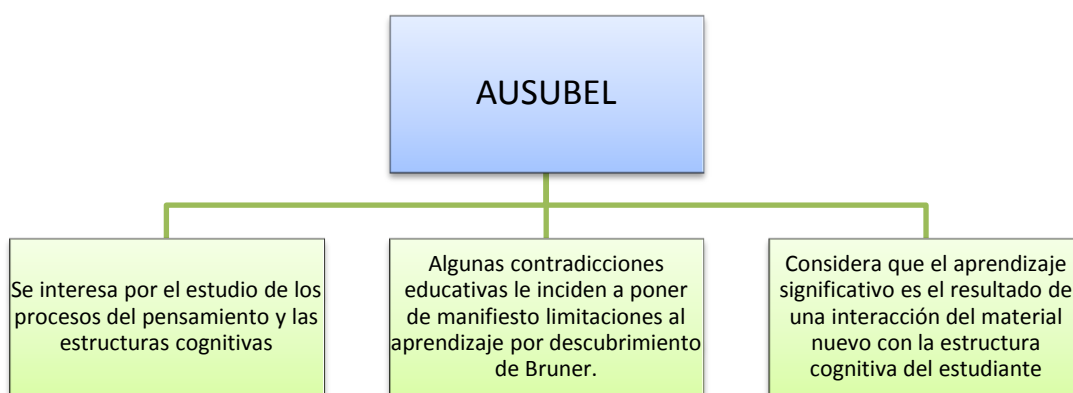 AUSUBEL
Se interesa por el estudio de los
procesos del pensamiento y las
estructuras cognitivas
Algunas contradicciones
educativas le inciden a poner
de manifiesto limitaciones al
aprendizaje por descubrimiento
de Bruner.
Considera que el aprendizaje
significativo es el resultado de
una interacción del material
nuevo con la estructura
cognitiva del estudiante